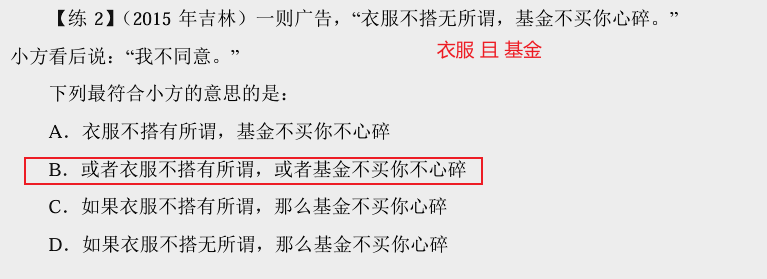 【练 2】（2015 年吉林）一则广告，“衣服不搭无所谓，基金不买你心碎。”
小方看后说：“我不同意。”
衣服 且 基金
下列最符合小方的意思的是：
A．衣服不搭有所谓，基金不买你不心碎
B．或者衣服不搭有所谓，或者基金不买你不心碎
C．如果衣服不搭有所谓，那么基金不买你心碎
D．如果衣服不搭无所谓，那么基金不买你心碎